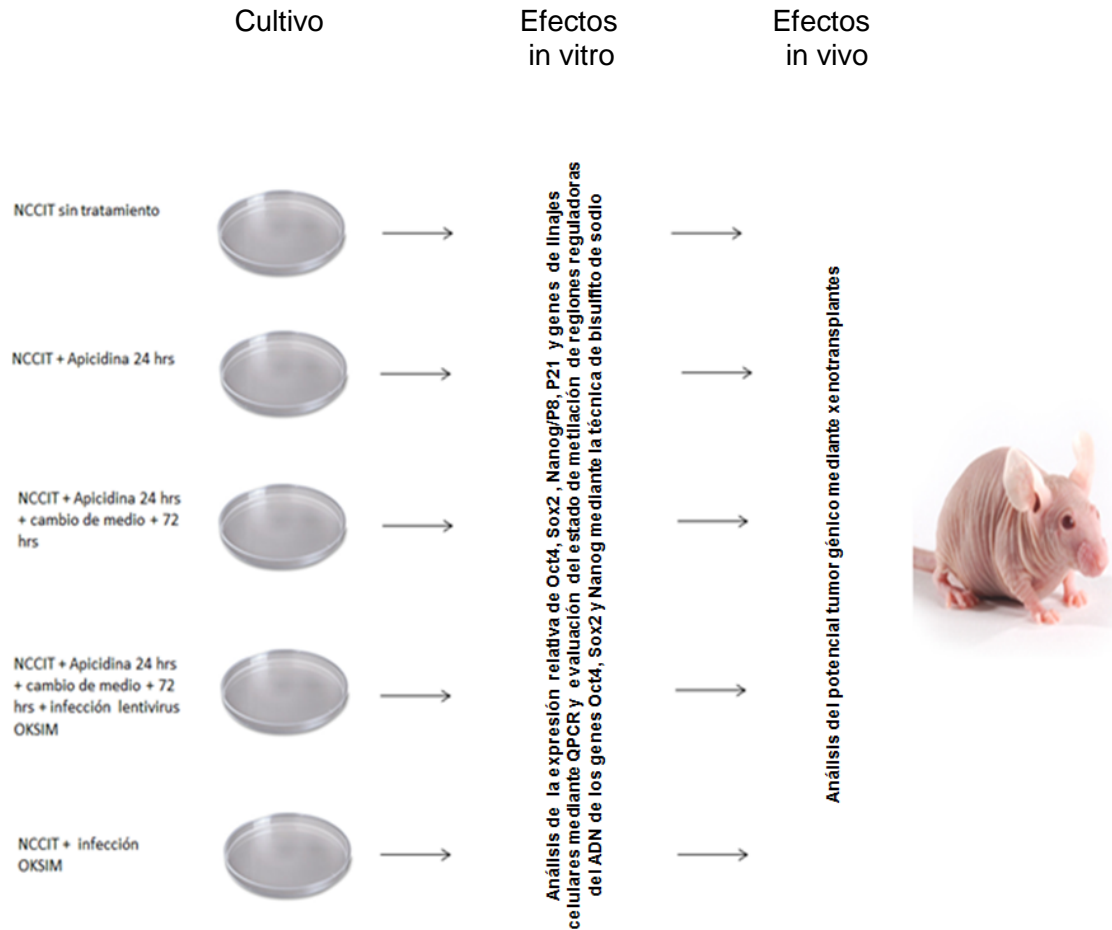 Cultivo
Efectos
in vitro
Efectos
in vivo
NCCIT sin tratamiento
NCCIT + Apicidina 24 hrs
NCCIT + Apicidina 24 hrs
+ cambio de medio + 72
hrs
NCCIT + Apicidina 24 hrs
+ cambio de medio + 72
hrs + infección lentivirus
OKSIM
NCCIT + infección
OKSIM
Análisis de la expresión relativa de Oct4, Sox2, Nanog/P8, P21 y genes de linajes
celulares mediante QPCR y evaluación del estado de metilación de regiones reguladoras
del ADN de los genes Oct4, Sox2 y Nanog mediante la técnica de bisulfito de sodio
Análisis del potencial tumor génico mediante xenotransplantes